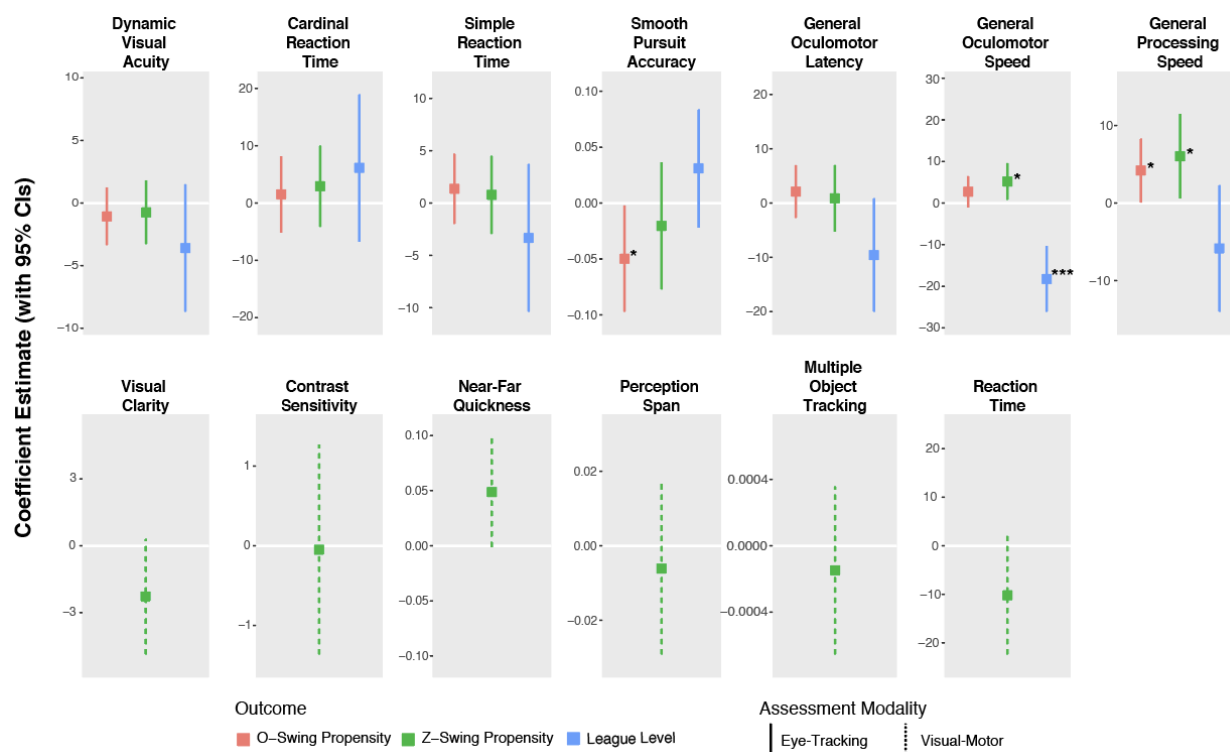 Dynamic
Visual
Acuity
Cardinal
Reaction
Time
Simple
Reaction
Time
Smooth
Pursuit
Accuracy
General
Oculomotor
Latency
General
Oculomotor
Speed
General
Processing
Speed
10
5
0
−5
−10
20
10
0
−10
−20
10
5
0
−5
−10
0.10
0.05
0.00
−0.05
−0.10
*
20
10
0
−10
−20
30
20
10
0
−10
−20
−30
*
***
10
0
−10
*
*
Coefficient Estimate (with 95% CIs)
Visual
Clarity
Contrast
Sensitivity
Near-Far
Quickness
Perception
Span
Multiple
Object
Tracking
Reaction
Time
3
0
−3
1
0
−1
0.10
0.05
0.00
−0.05
−0.10
0.02
0.00
−0.02
0.0004
0.0000
−0.0004
20
10
0
−10
−20
Outcome
O−Swing Propensity
Z−Swing Propensity
League Level
Assessment Modality
Eye-Tracking
Visual-Motor